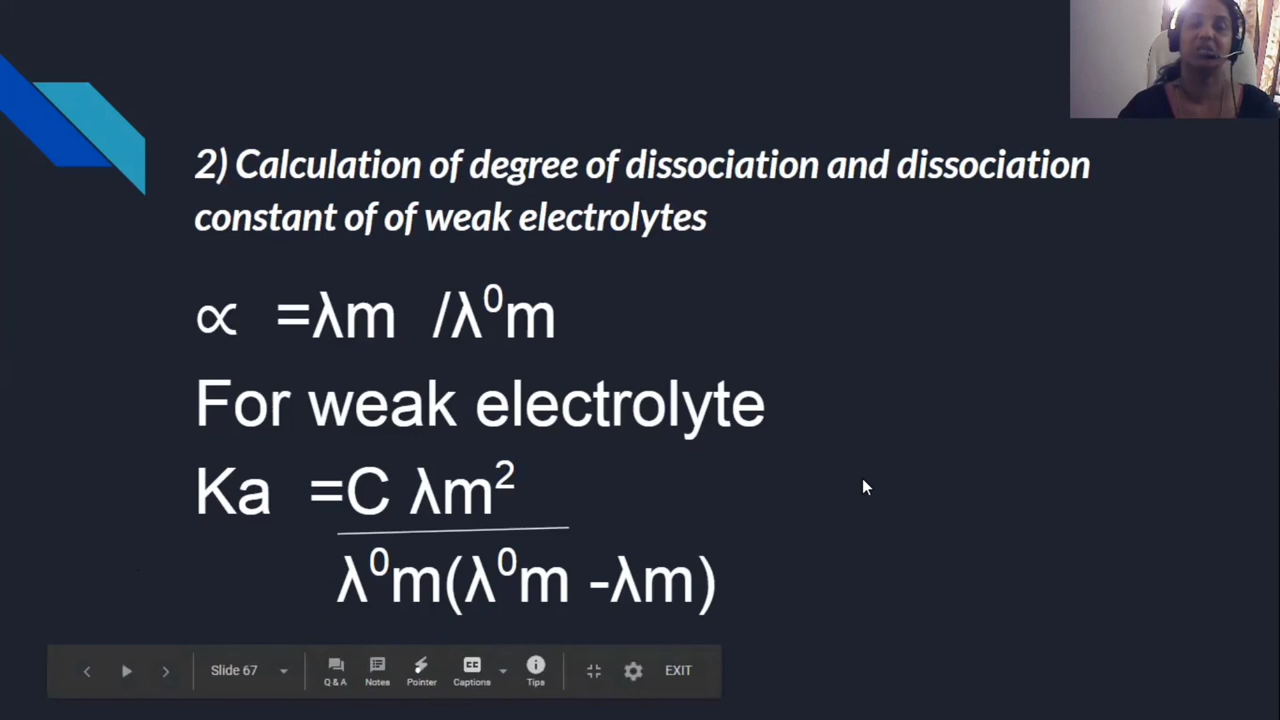 2) Calculation of degree of dissociation and dissociation
constant of of weak electrolytes
∝ =λm /λ⁰m
For weak electrolyte
Ka =C λm²
λ⁰m(λ⁰m -λm)
Slide 67
Q & A Notes Pointer Captions Tips EXIT